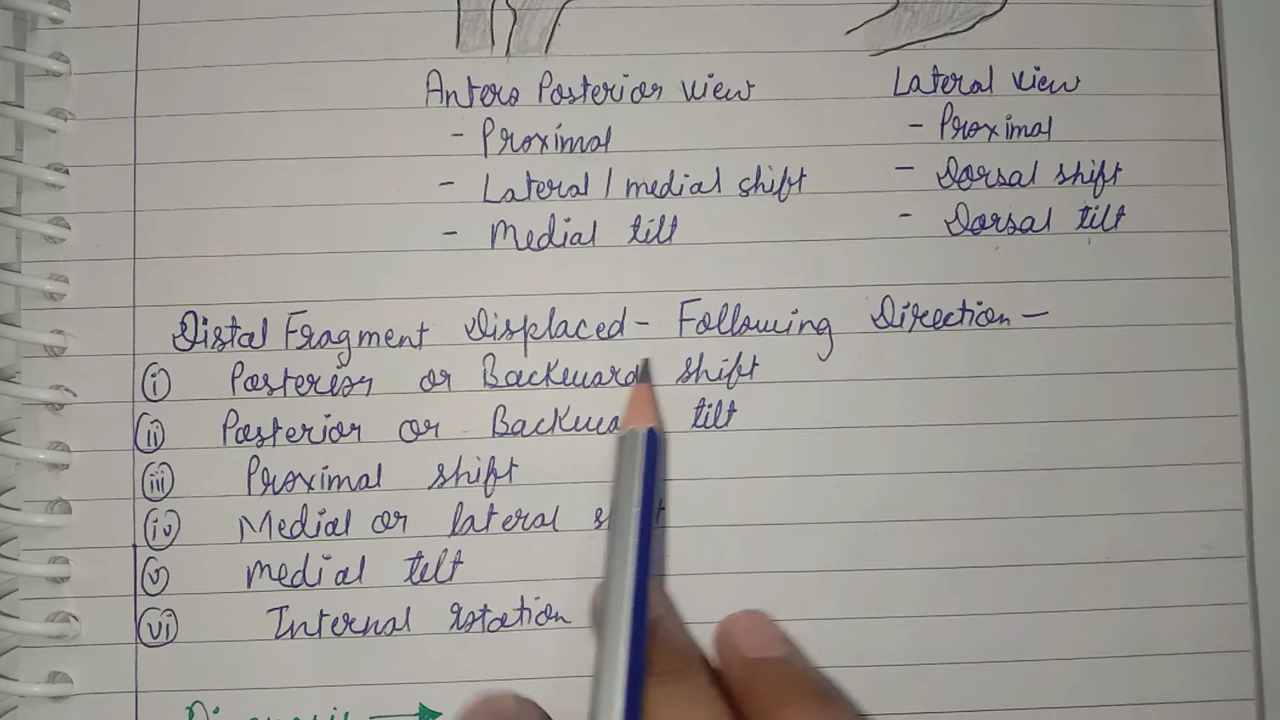 Antero Posterior view
- Proximal
- Lateral / medial shift
- Medial tilt
Lateral view
- Proximal
- Dorsal shift
- Dorsal tilt
Distal Fragment Displaced - Following Direction -
(i) Posterior or Backward shift
(ii) Posterior or tilt
(iii) Proximal shift
(iv) Medial or lateral
(v) medial tilt
(vi) Internal rotation